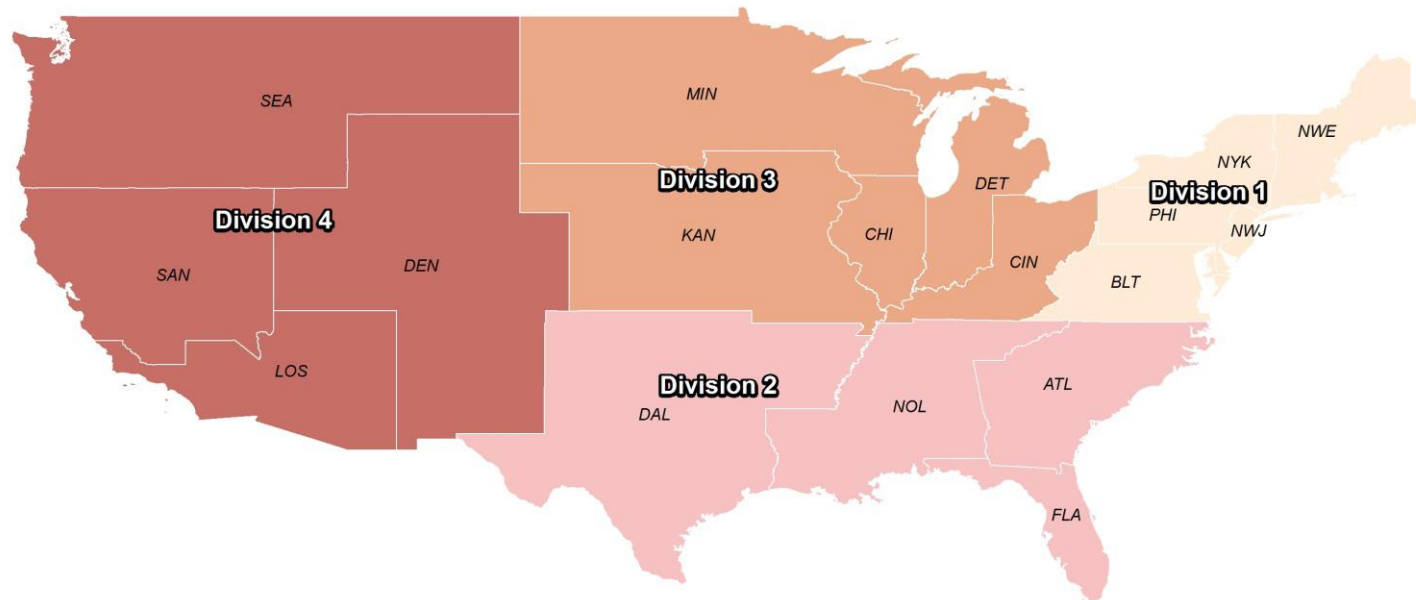 SEA
MIN
NWE
NYK
DET
Division 3
Division 1
PHI
Division 4
NWJ
KAN
CHI
CIN
DEN
SAN
BLT
LOS
Division 2
ATL
NOL
DAL
FLA